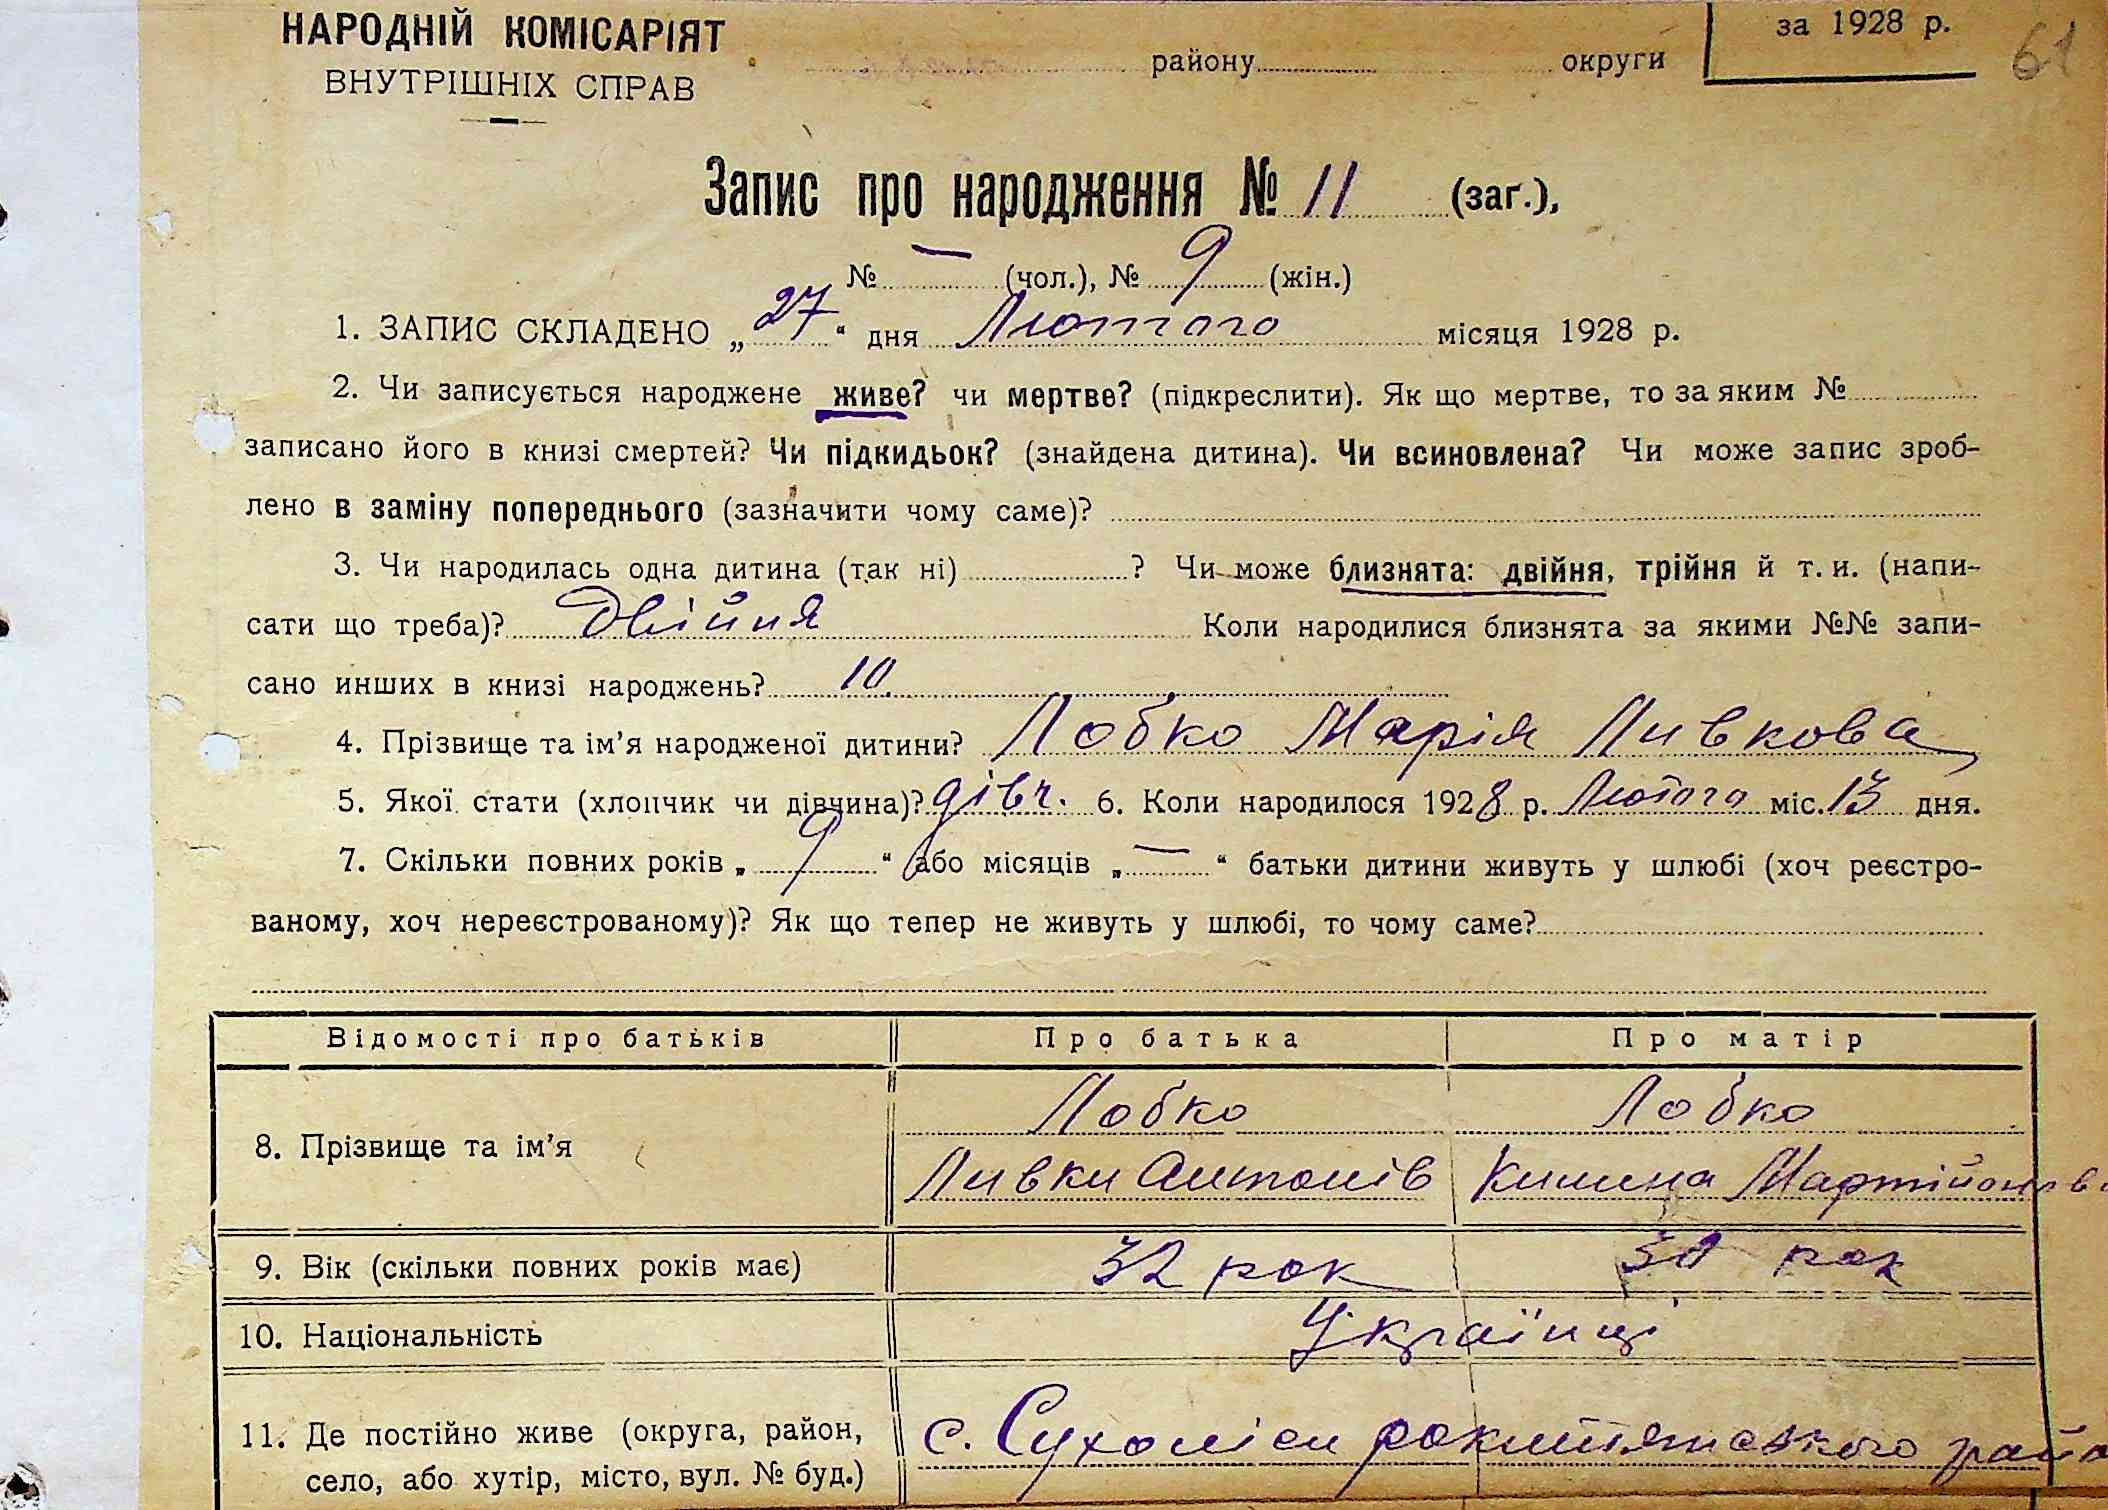 НАРОДНІЙ КОМІСАРІЯТ
ВНУТРІШНІХ СПРАВ
району округи
за 1928 р.
61
Запис про народження № 11 (заг.),
№ — (чол.), № 9 (жін.)
1. ЗАПИС СКЛАДЕНО „27“ дня Лютого місяця 1928 р.
2. Чи записується народжене живе? чи мертве? (підкреслити). Як що мертве, то за яким №
записано його в книзі смертей? Чи підкидьок? (знайдена дитина). Чи всиновлена? Чи може запис зроб-
лено в заміну попереднього (зазначити чому саме)?
3. Чи народилась одна дитина (так ні) ? Чи може близнята: двійня, трійня й т. и. (напи-
сати що треба)? Двійня Коли народилися близнята за якими №№ запи-
сано инших в книзі народжень? 10
4. Прізвище та ім'я народженої дитини? Лобко Марія Ливкова
5. Якої стати (хлопчик чи дівчина)? дівч. 6. Коли народилося 1928 р. Лютого міс. 13 дня.
7. Скільки повних років „9“ або місяців „—“ батьки дитини живуть у шлюбі (хоч реєстро-
ваному, хоч нереєстрованому)? Як що тепер не живуть у шлюбі, то чому саме?
Відомості про батьків Про батька Про матір
8. Прізвище та ім'я
Лобко Лобко
Ливки Антонів Килина
9. Вік (скільки повних років має) 32 рок рок
10. Національність Українці
11. Де постійно живе (округа, район,
село, або хутір, місто, вул. № буд.)
с. Сухоліси